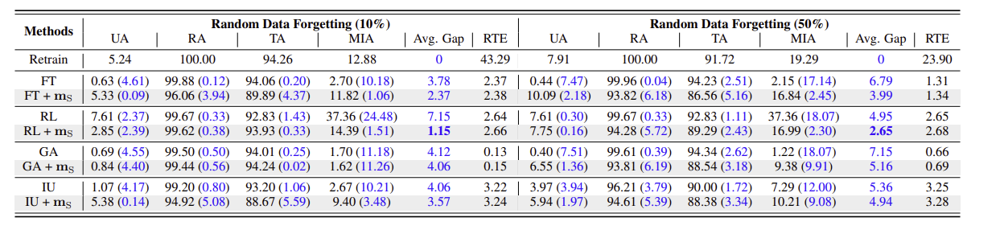 Methods Random Data Forgetting (10%) Random Data Forgetting (50%)
UA RA TA MIA Avg. Gap RTE UA RA TA MIA Avg. Gap RTE
Retrain 5.24 100.00 94.26 12.88 0 43.29 7.91 100.00 91.72 19.29 0 23.90
FT 0.63 (4.61) 99.88 (0.12) 94.06 (0.20) 2.70 (10.18) 3.78 2.37 0.44 (7.47) 99.96 (0.04) 94.23 (2.51) 2.15 (17.14) 6.79 1.31
FT + mS 5.33 (0.09) 96.06 (3.94) 89.89 (4.37) 11.82 (1.06) 2.37 2.38 10.09 (2.18) 93.82 (6.18) 86.56 (5.16) 16.84 (2.45) 3.99 1.34
RL 7.61 (2.37) 99.67 (0.33) 92.83 (1.43) 37.36 (24.48) 7.15 2.64 7.61 (0.30) 99.67 (0.33) 92.83 (1.11) 37.36 (18.07) 4.95 2.65
RL + mS 2.85 (2.39) 99.62 (0.38) 93.93 (0.33) 14.39 (1.51) 1.15 2.66 7.75 (0.16) 94.28 (5.72) 89.29 (2.43) 16.99 (2.30) 2.65 2.68
GA 0.69 (4.55) 99.50 (0.50) 94.01 (0.25) 1.70 (11.18) 4.12 0.13 0.40 (7.51) 99.61 (0.39) 94.34 (2.62) 1.22 (18.07) 7.15 0.66
GA + mS 0.84 (4.40) 99.44 (0.56) 94.24 (0.02) 1.62 (11.26) 4.06 0.15 6.55 (1.36) 93.81 (6.19) 88.54 (3.18) 9.38 (9.91) 5.16 0.69
IU 1.07 (4.17) 99.20 (0.80) 93.20 (1.06) 2.67 (10.21) 4.06 3.22 3.97 (3.94) 96.21 (3.79) 90.00 (1.72) 7.29 (12.00) 5.36 3.25
IU + mS 5.38 (0.14) 94.92 (5.08) 88.67 (5.59) 9.40 (3.48) 3.57 3.24 5.94 (1.97) 94.61 (5.39) 88.38 (3.34) 10.21 (9.08) 4.94 3.28